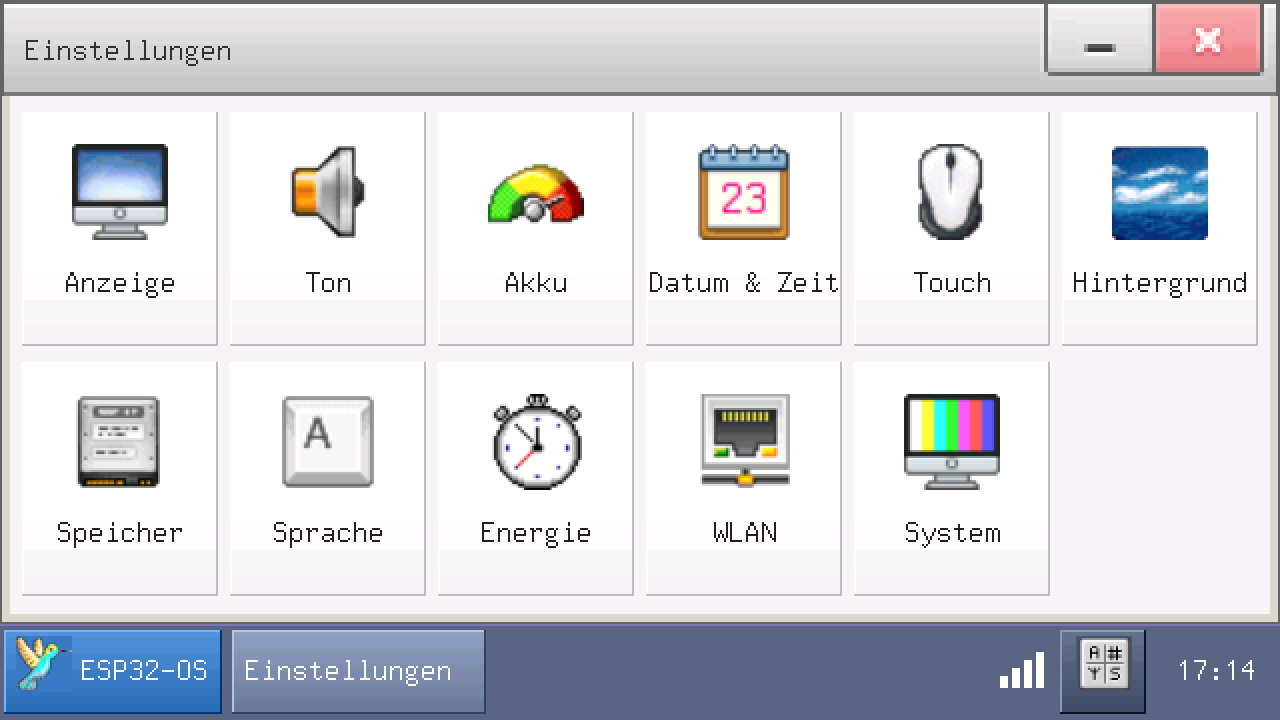 Einstellungen
Anzeige
Ton
Akku
23
Datum & Zeit
Touch
Hintergrund
Speicher
A
Sprache
Energie
WLAN
System
ESP32-OS
Einstellungen
A #
Y S
17:14